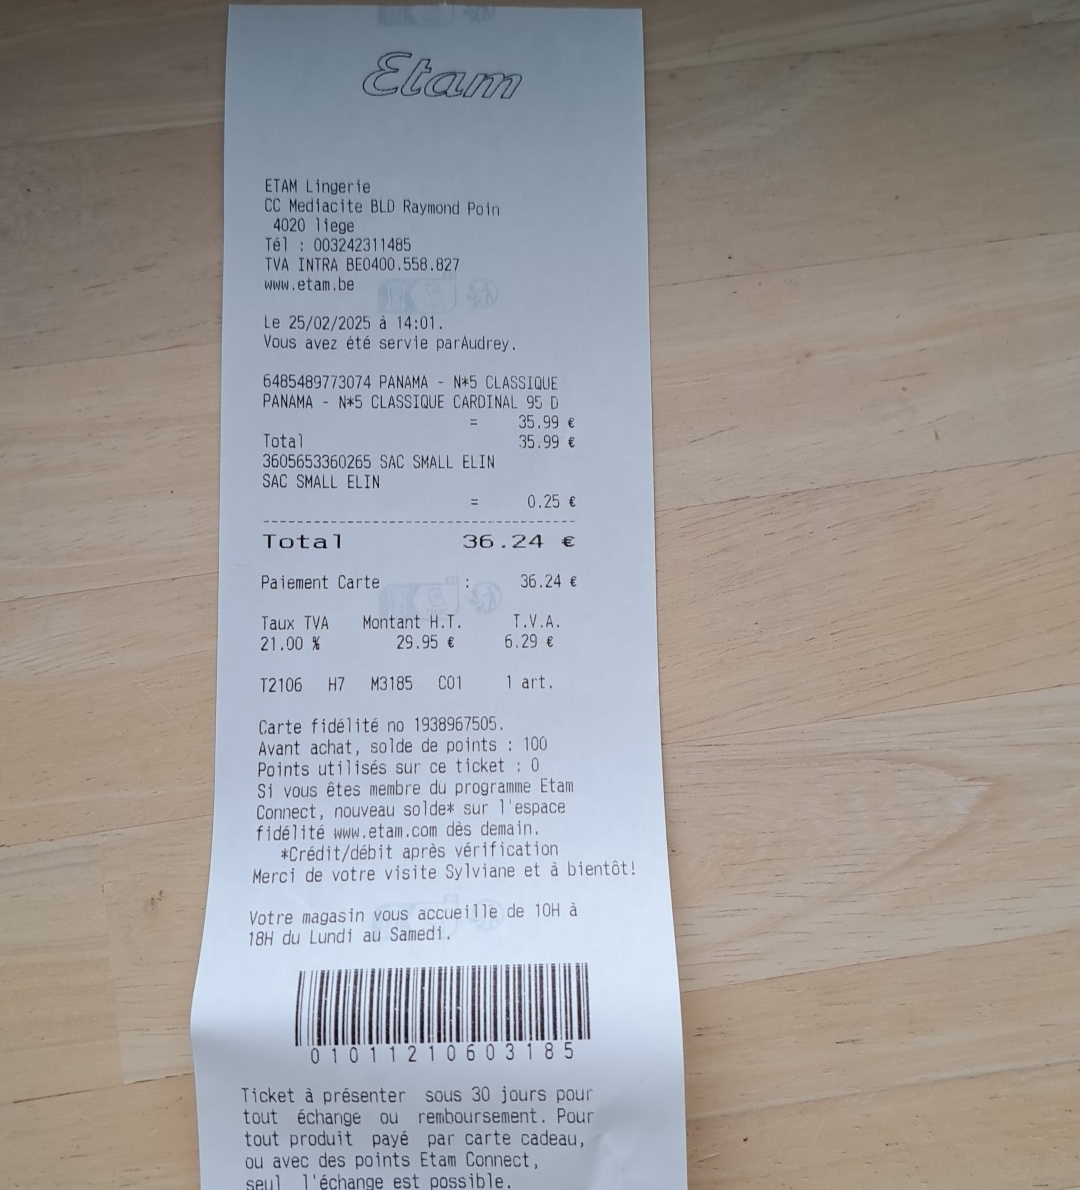 Etam
ETAM Lingerie
CC Mediacite BLD Raymond Poin
4020 liege
Tél : 003242311485
TVA INTRA BE0400.558.827
www.etam.be
Le 25/02/2025 à 14:01.
Vous avez été servie parAudrey.
6485489773074 PANAMA - N*5 CLASSIQUE
PANAMA - N*5 CLASSIQUE CARDINAL 95 D
= 35.99 €
Total 35.99 €
3605653360265 SAC SMALL ELIN
SAC SMALL ELIN
= 0.25 €
Total 36.24 €
Paiement Carte : 36.24 €
Taux TVA Montant H.T. T.V.A.
21.00 % 29.95 € 6.29 €
T2106 H7 M3185 C01 1 art.
Carte fidélité no 1938967505.
Avant achat, solde de points : 100
Points utilisés sur ce ticket : 0
Si vous êtes membre du programme Etam
Connect, nouveau solde* sur l'espace
fidélité www.etam.com dès demain.
*Crédit/débit après vérification
Merci de votre visite Sylviane et à bientôt!
Votre magasin vous accueille de 10H à
18H du Lundi au Samedi.
01011210603185
Ticket à présenter sous 30 jours pour
tout échange ou remboursement. Pour
tout produit payé par carte cadeau,
ou avec des points Etam Connect,
seul l'échange est possible.